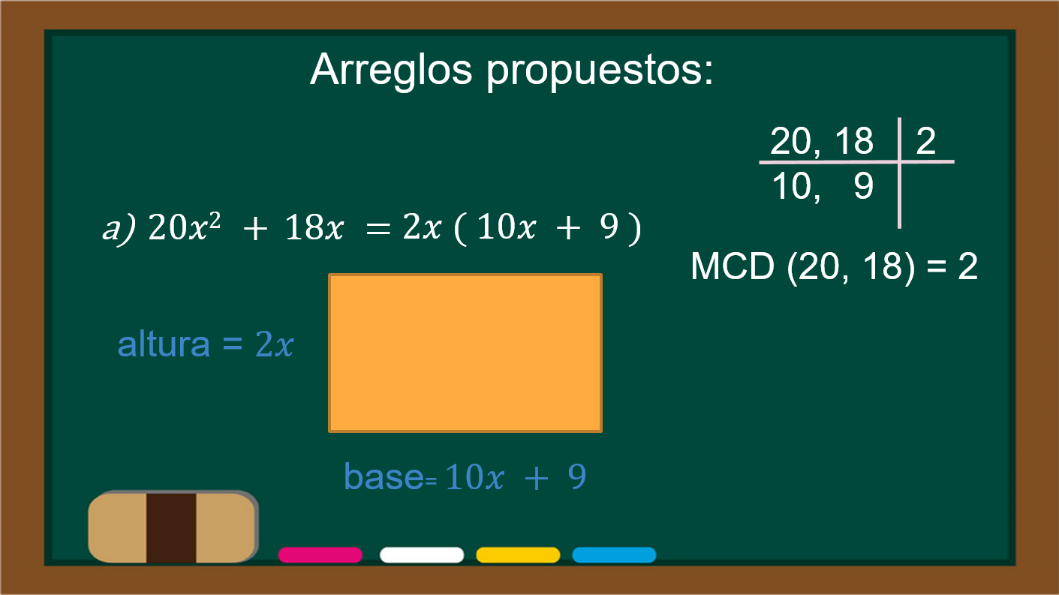 Arreglos propuestos:
20, 18 | 2
10, 9 |
a) 20x² + 18x = 2x ( 10x + 9 )
MCD (20, 18) = 2
altura = 2x
base= 10x + 9